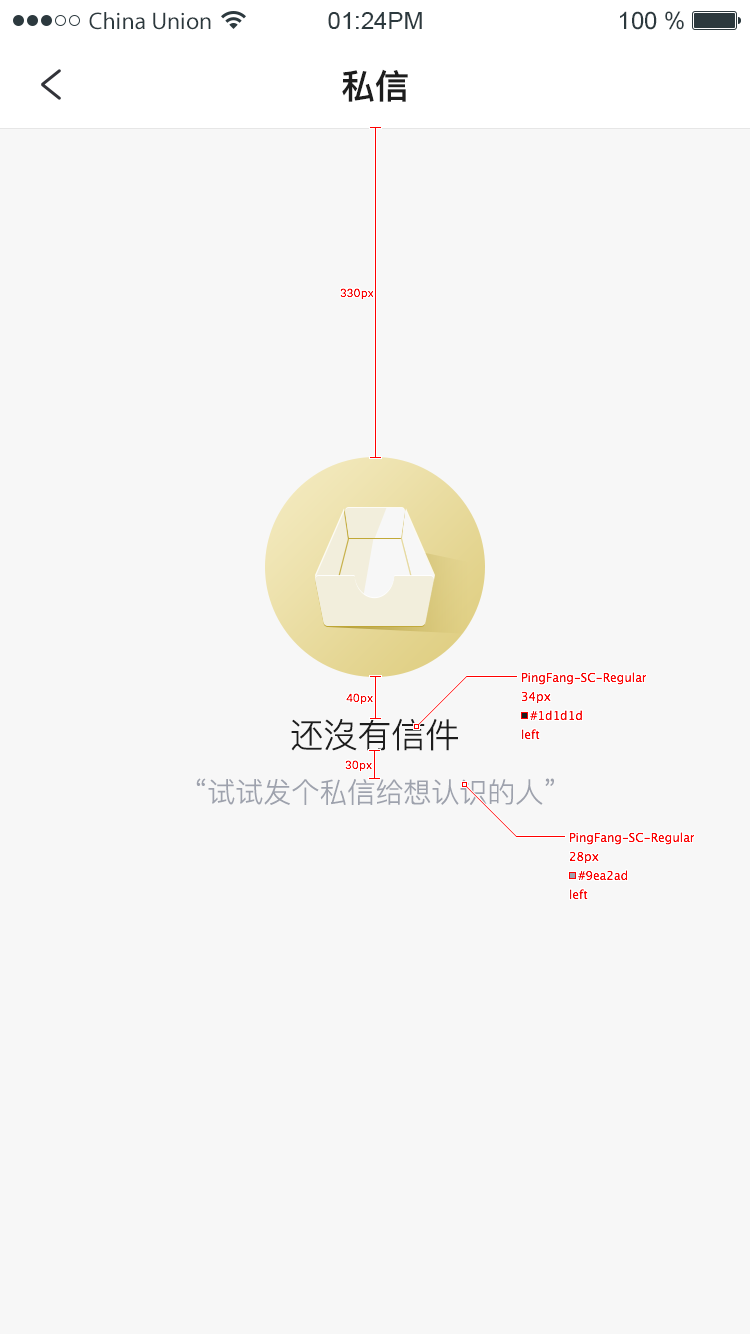 China Union 01:24PM 100 %
私信
330px
40px
PingFang-SC-Regular
34px
#1d1d1d
left
还沒有信件
30px
“试试发个私信给想认识的人”
PingFang-SC-Regular
28px
#9ea2ad
left